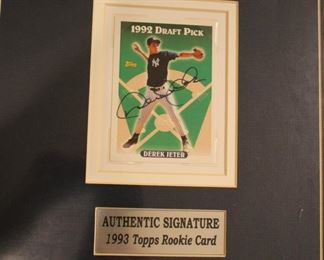 1992 DRAFT PICK
Topps
DEREK JETER
AUTHENTIC SIGNATURE
1993 Topps Rookie Card